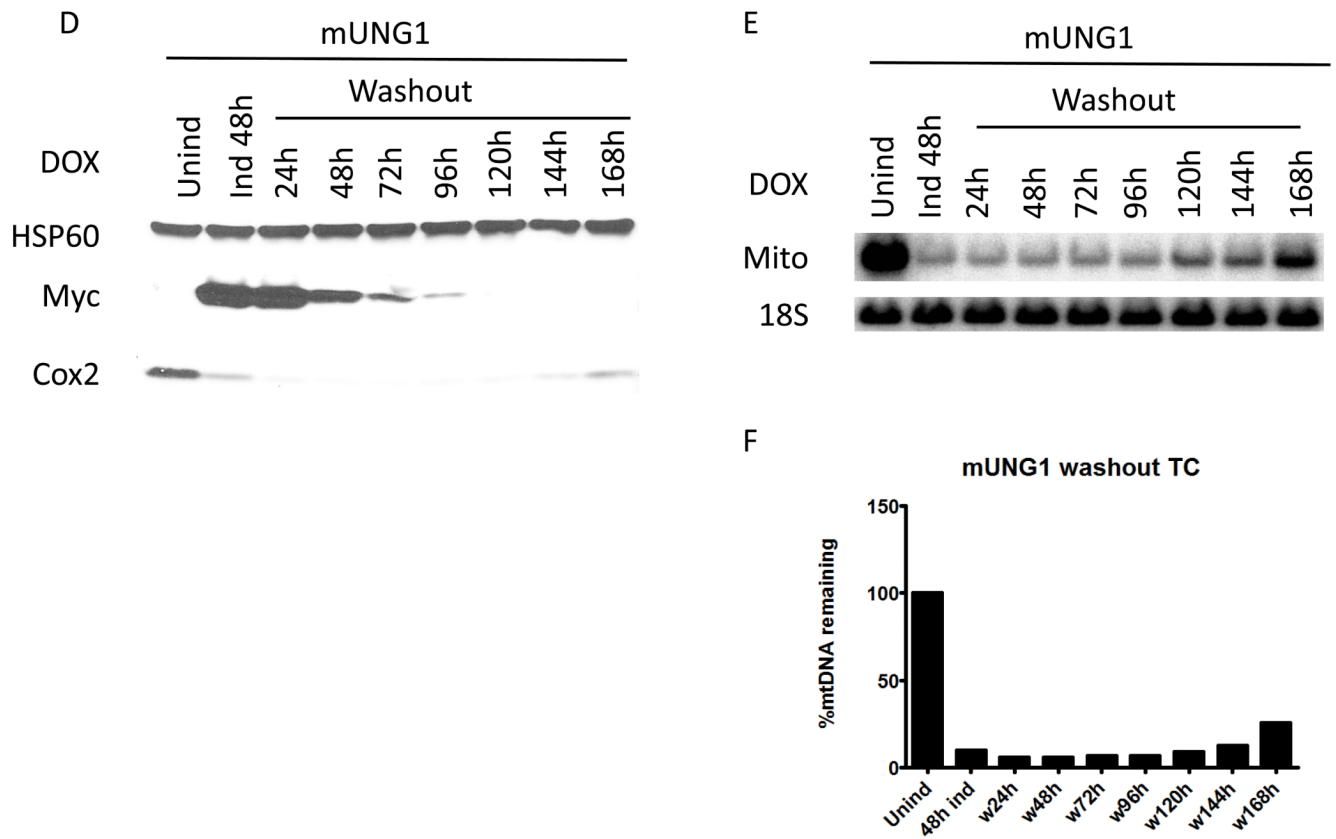 D
mUNG1
Washout
DOX
Unind
Ind 48h
24h
48h
72h
96h
120h
144h
168h
HSP60
Myc
Cox2
E
mUNG1
Washout
DOX
Unind
Ind 48h
24h
48h
72h
96h
120h
144h
168h
Mito
18S
F
mUNG1 washout TC
%mtDNA remaining
150
100
50
0
Unind
48h ind
w24h
w48h
w72h
w96h
w120h
w144h
w168h